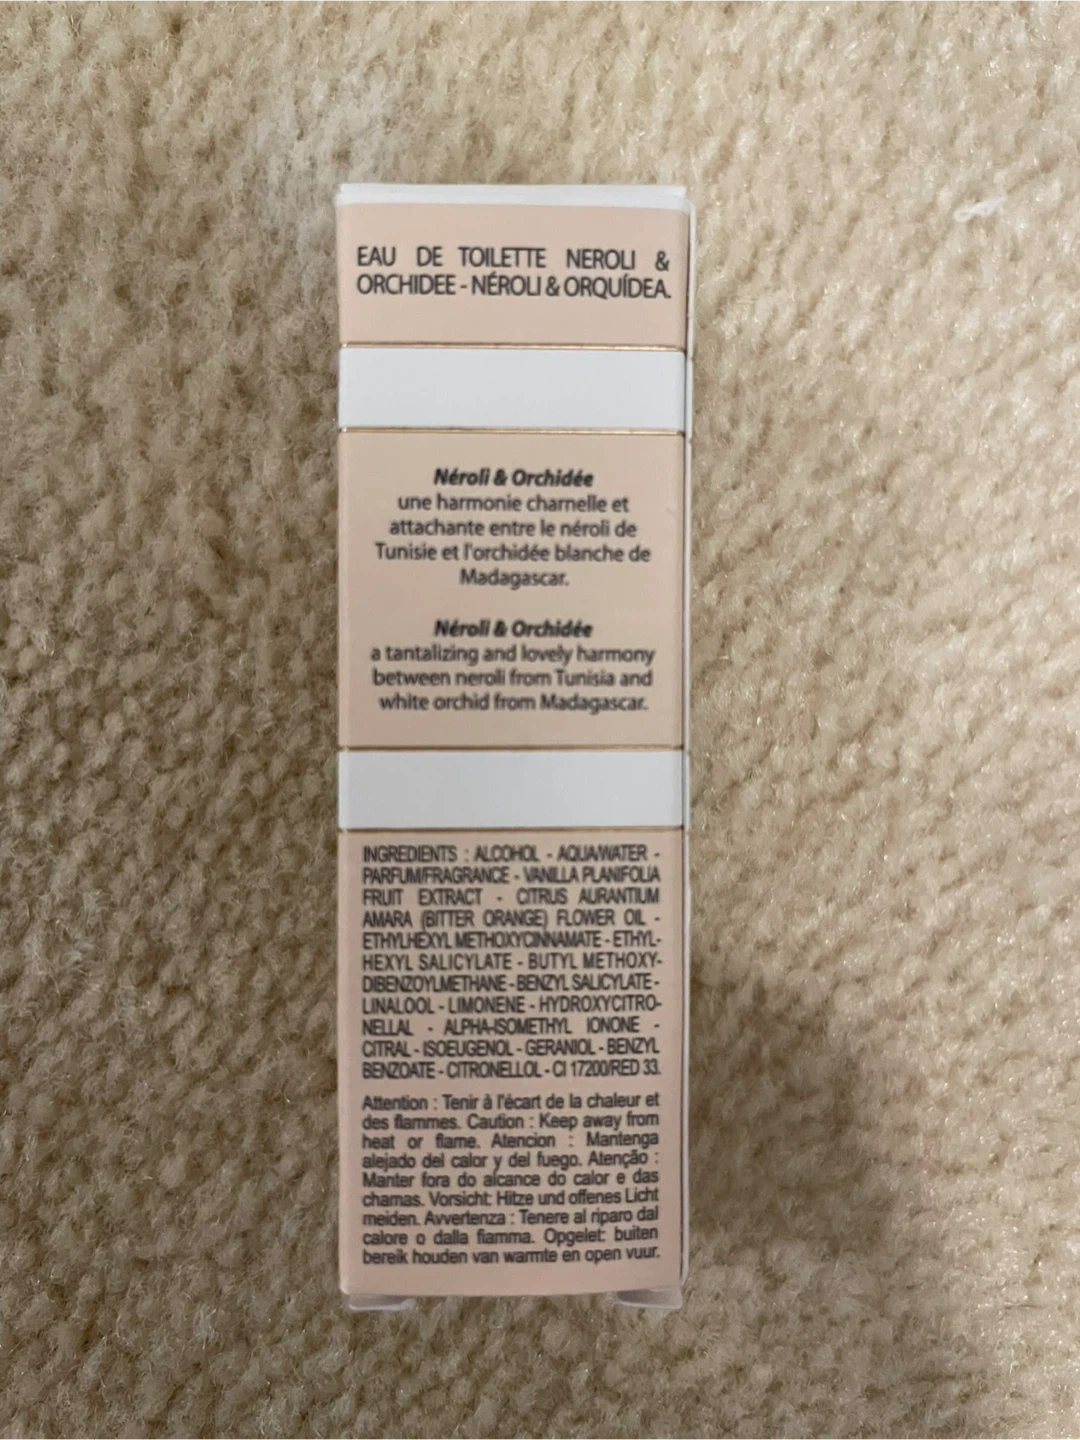 EAU DE TOILETTE NEROLI &
ORCHIDEE - NÉROLI & ORQUÍDEA.
Néroli & Orchidée
une harmonie charnelle et
attachante entre le néroli de
Tunisie et l'orchidée blanche de
Madagascar.
Néroli & Orchidée
a tantalizing and lovely harmony
between neroli from Tunisia and
white orchid from Madagascar.
INGREDIENTS : ALCOHOL - AQUA/WATER -
PARFUM/FRAGRANCE - VANILLA PLANIFOLIA
FRUIT EXTRACT - CITRUS AURANTIUM
AMARA (BITTER ORANGE) FLOWER OIL -
ETHYLHEXYL METHOXYCINNAMATE - ETHYL-
HEXYL SALICYLATE - BUTYL METHOXY-
DIBENZOYLMETHANE - BENZYL SALICYLATE -
LINALOOL - LIMONENE - HYDROXYCITRO-
NELLAL - ALPHA-ISOMETHYL IONONE -
CITRAL - ISOEUGENOL - GERANIOL - BENZYL
BENZOATE - CITRONELLOL - CI 17200/RED 33.
Attention : Tenir à l'écart de la chaleur et
des flammes. Caution : Keep away from
heat or flame. Atencion : Mantenga
alejado del calor y del fuego. Atenção :
Manter fora do alcance do calor e das
chamas. Vorsicht: Hitze und offenes Licht
meiden. Avvertenza : Tenere al riparo dal
calore o dalla fiamma. Opgelet: buiten
bereik houden van warmte en open vuur.